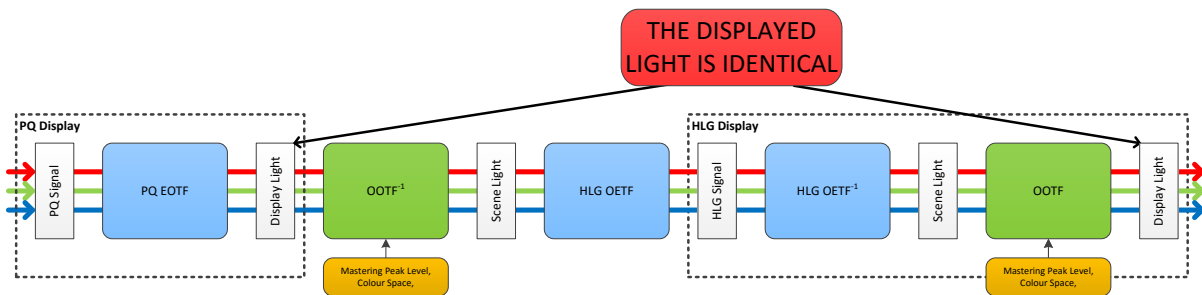 THE DISPLAYED
LIGHT IS IDENTICAL
PQ Display
HLG Display
PQ Signal
PQ EOTF
Display Light
OOTF-1
Scene Light
HLG OETF
HLG Signal
HLG OETF-1
Scene Light
OOTF
Display Light
Mastering Peak Level,
Colour Space,
Mastering Peak Level,
Colour Space,